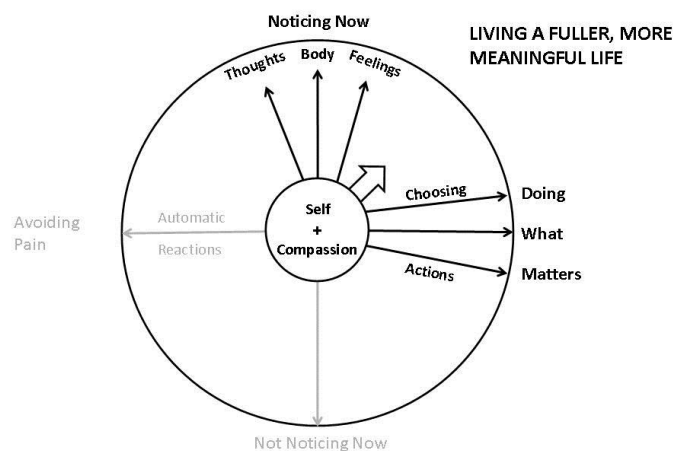 Noticing Now
LIVING A FULLER, MORE
MEANINGFUL LIFE
Thoughts
Body
Feelings
Choosing
Doing
Self
+
Compassion
What
Actions
Matters
Avoiding
Pain
Automatic
Reactions
Not Noticing Now